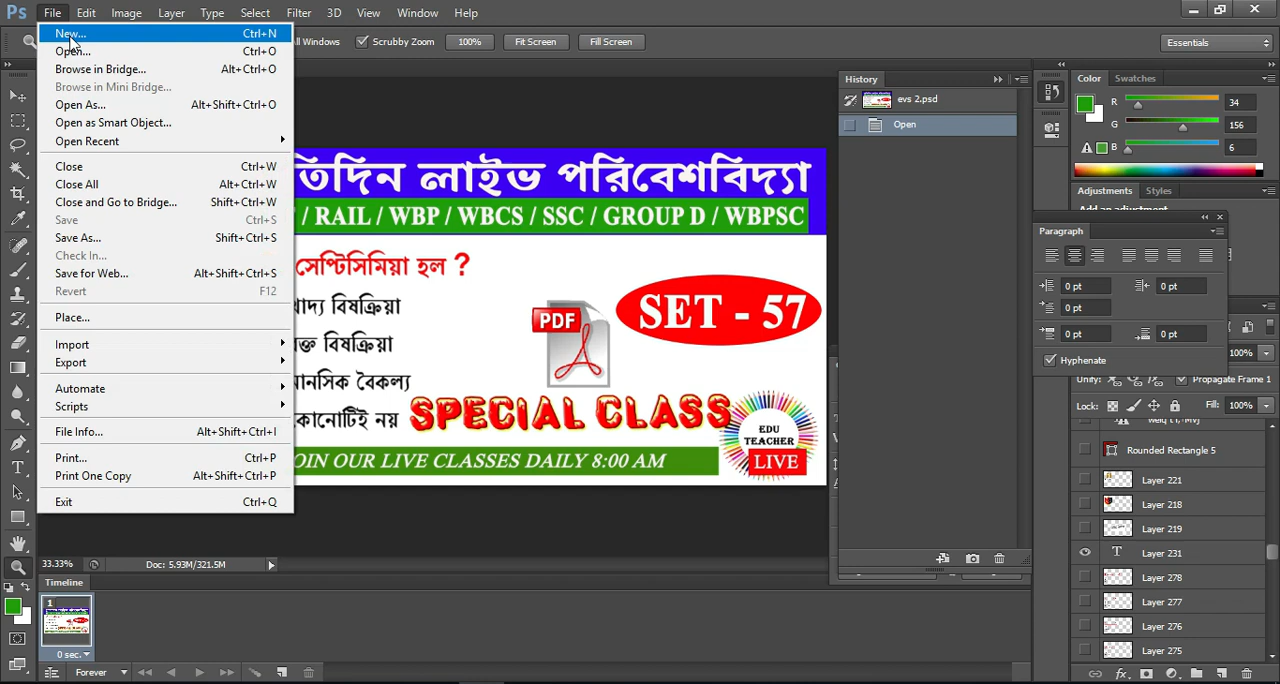 Ps File Edit Image Layer Type Select Filter 3D View Window Help
All Windows Scrubby Zoom 100% Fit Screen Fill Screen Essentials
New... Ctrl+N
Open... Ctrl+O
Browse in Bridge... Alt+Ctrl+O
Browse in Mini Bridge...
Open As... Alt+Shift+Ctrl+O
Open as Smart Object...
Open Recent
Close Ctrl+W
Close All Alt+Ctrl+W
Close and Go to Bridge... Shift+Ctrl+W
Save Ctrl+S
Save As... Shift+Ctrl+S
Check In...
Save for Web... Alt+Shift+Ctrl+S
Revert F12
Place...
Import
Export
Automate
Scripts
File Info... Alt+Shift+Ctrl+I
Print... Ctrl+P
Print One Copy Alt+Shift+Ctrl+P
Exit Ctrl+Q
তিদিন লাইভ পরিবেশবিদ্যা
/ RAIL / WBP / WBCS / SSC / GROUP D / WBPSC
সেপ্টিসিমিয়া হল ?
খাদ্য বিষক্রিয়া
ক্ত বিষক্রিয়া
মানসিক বৈকল্য
কোনোটিই নয়
PDF
SET - 57
SPECIAL CLASS
EDU
TEACHER
LIVE
OIN OUR LIVE CLASSES DAILY 8:00 AM
33.33% Doc: 5.93M/321.5M
Timeline
1
0 sec.
Forever
History
evs 2.psd
Open
Color Swatches
R 34
G 156
B 6
Adjustments Styles
Add an adjustment
Paragraph
0 pt 0 pt
0 pt
0 pt 0 pt
Hyphenate
100%
Unify: Propagate Frame 1
Lock: Fill: 100%
Rounded Rectangle 5
Layer 221
Layer 218
Layer 219
T Layer 231
Layer 278
Layer 277
Layer 276
Layer 275